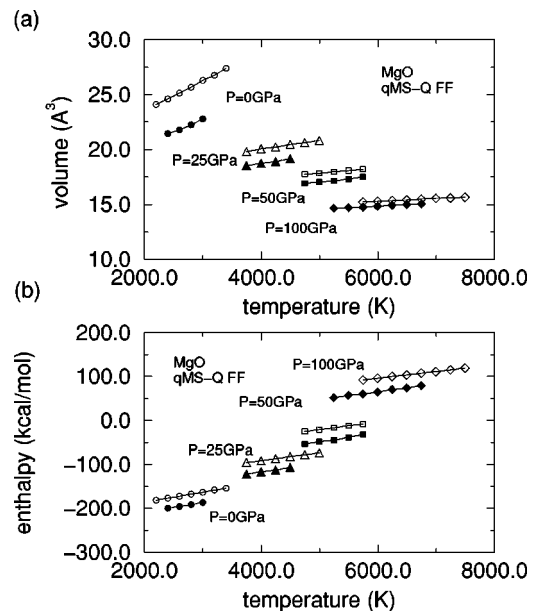 (a)
30.0
25.0
20.0
15.0
10.0
volume (A³)
MgO
qMS-Q FF
P=0GPa
P=25GPa
P=50GPa
P=100GPa
2000.0 4000.0 6000.0 8000.0
temperature (K)
(b)
200.0
100.0
0.0
-100.0
-200.0
-300.0
enthalpy (kcal/mol)
MgO
qMS-Q FF
P=100GPa
P=50GPa
P=25GPa
P=0GPa
2000.0 4000.0 6000.0 8000.0
temperature (K)